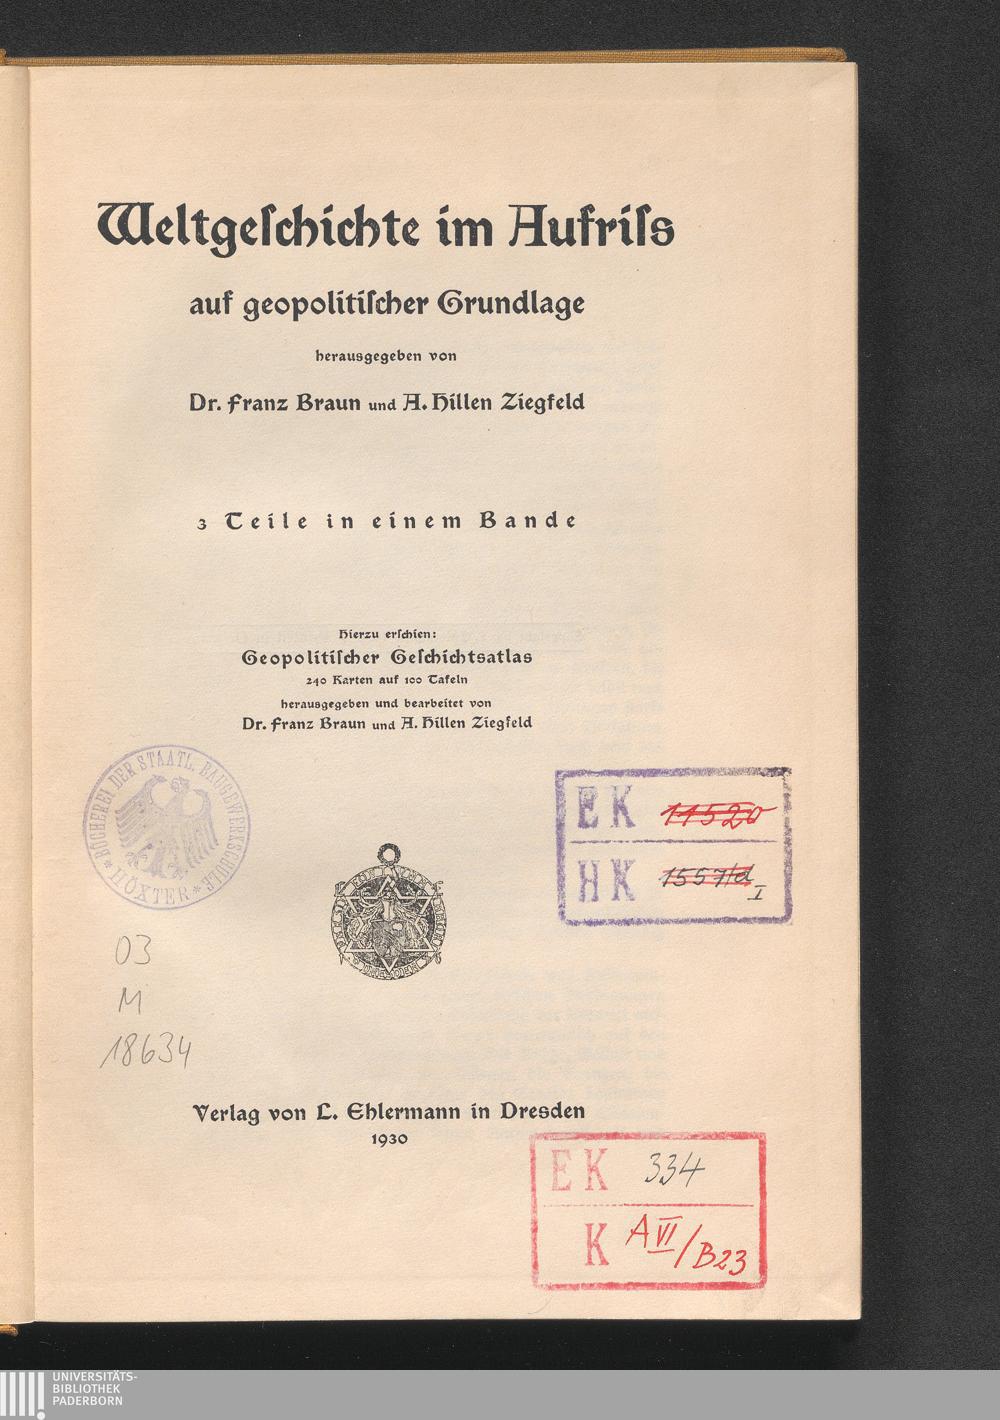 Weltgeſchichte im Aufriſs
auf geopolitiſcher Grundlage
herausgegeben von
Dr. Franz Braun und A. Hillen Ziegfeld
3 Teile in einem Bande
Hierzu erſchien:
Geopolitiſcher Geſchichtsatlas
240 Karten auf 100 Tafeln
herausgegeben und bearbeitet von
Dr. Franz Braun und A. Hillen Ziegfeld
BÜCHEREI DER STAATL. BAUGEWERKSCHULE
* HÖXTER *
EK 11520
HK 1557/d I
03
M
18634
Verlag von L. Ehlermann in Dresden
1930
EK 334
K A VI/B23
UNIVERSITÄTS-
BIBLIOTHEK
PADERBORN